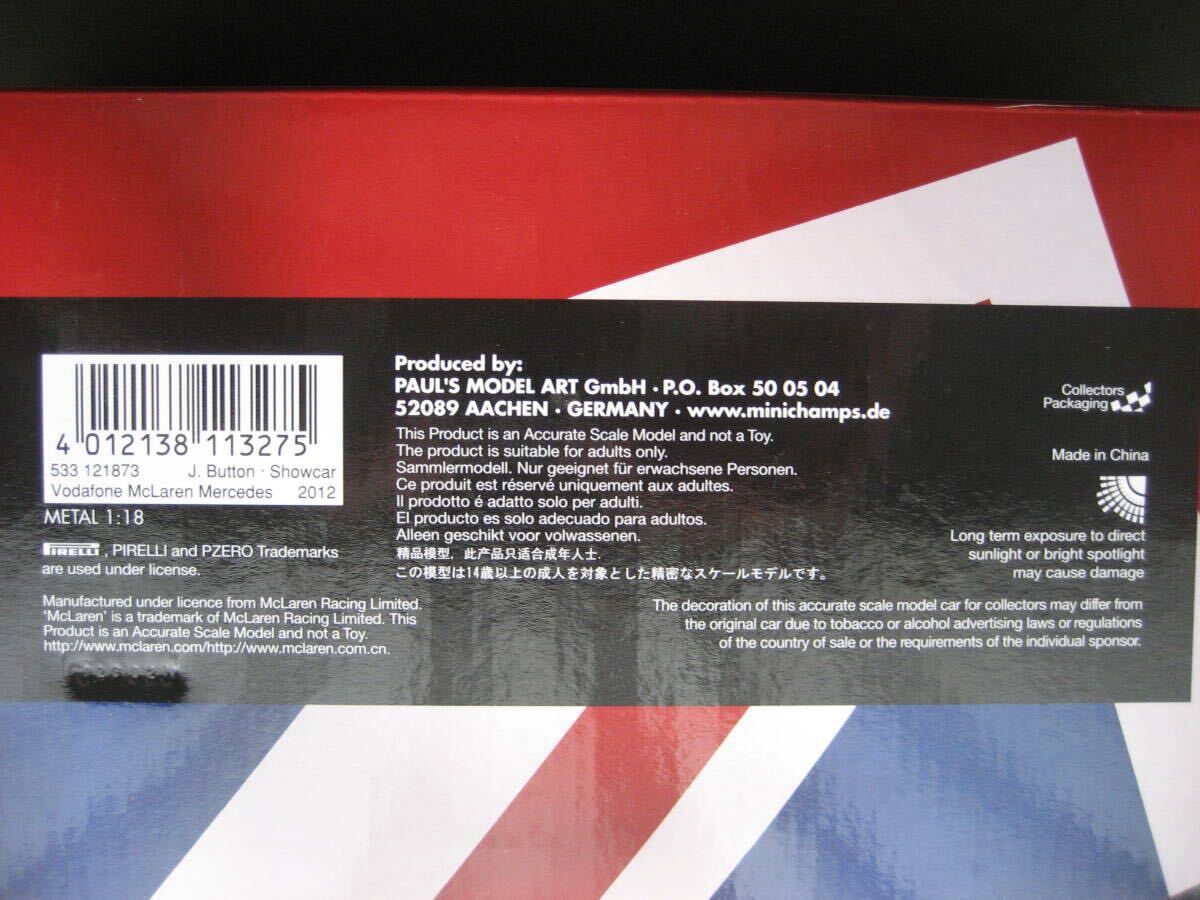 4 012138 113275
533 121873 J. Button · Showcar
Vodafone McLaren Mercedes 2012
METAL 1:18
PIRELLI, PIRELLI and PZERO Trademarks
are used under license.
Manufactured under licence from McLaren Racing Limited.
'McLaren' is a trademark of McLaren Racing Limited. This
Product is an Accurate Scale Model and not a Toy.
http://www.mclaren.com/http://www.mclaren.com.cn.
Produced by:
PAUL'S MODEL ART GmbH · P.O. Box 50 05 04
52089 AACHEN · GERMANY · www.minichamps.de
This Product is an Accurate Scale Model and not a Toy.
The product is suitable for adults only.
Sammlermodell. Nur geeignet für erwachsene Personen.
Ce produit est réservé uniquement aux adultes.
Il prodotto é adatto solo per adulti.
El producto es solo adecuado para adultos.
Alleen geschikt voor volwassenen.
精品模型，此产品只适合成年人士.
この模型は14歳以上の成人を対象とした精密なスケールモデルです。
Collectors
Packaging
Made in China
Long term exposure to direct
sunlight or bright spotlight
may cause damage
The decoration of this accurate scale model car for collectors may differ from
the original car due to tobacco or alcohol advertising laws or regulations
of the country of sale or the requirements of the individual sponsor.